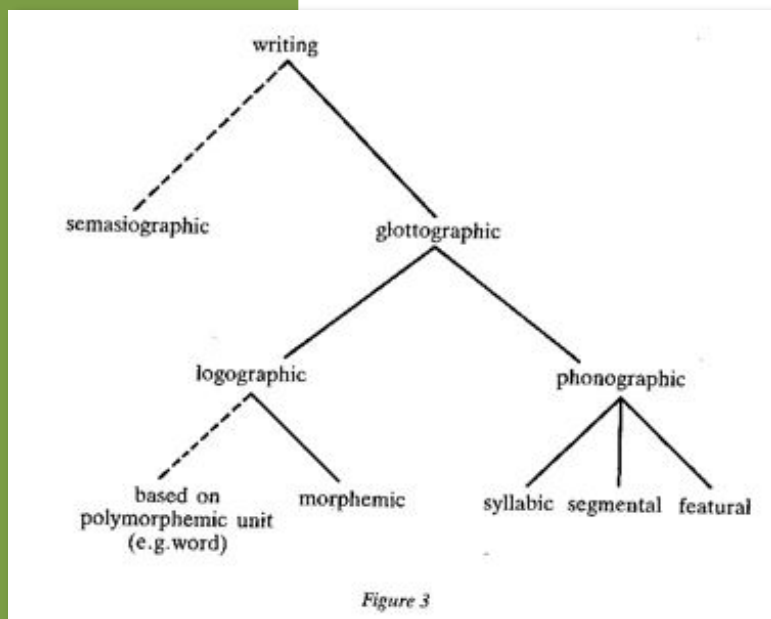 writing
semasiographic
glottographic
logographic
phonographic
based on
polymorphemic unit
(e.g.word)
morphemic
syllabic segmental featural
Figure 3